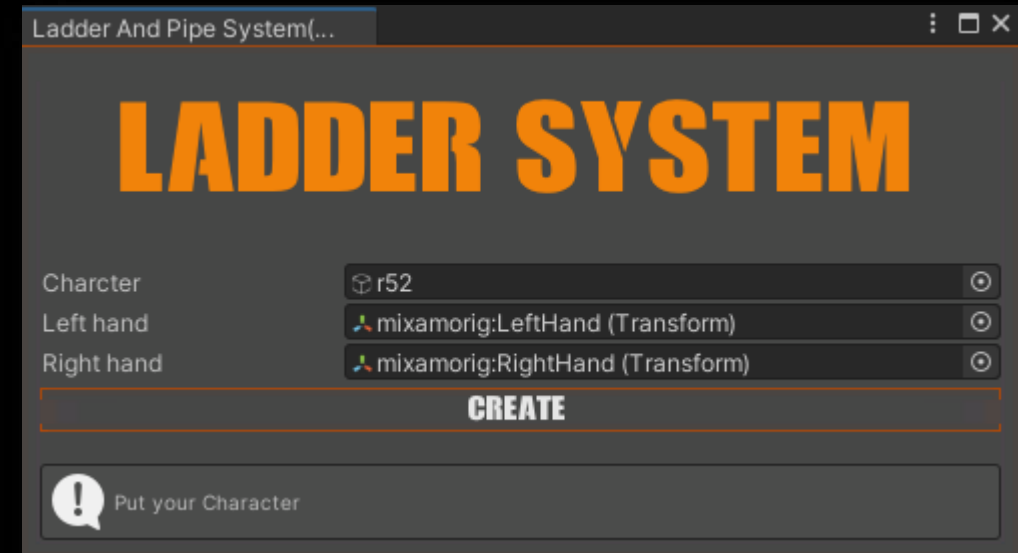 Ladder And Pipe System(...
LADDER SYSTEM
Charcter r52
Left hand mixamorig:LeftHand (Transform)
Right hand mixamorig:RightHand (Transform)
CREATE
Put your Character